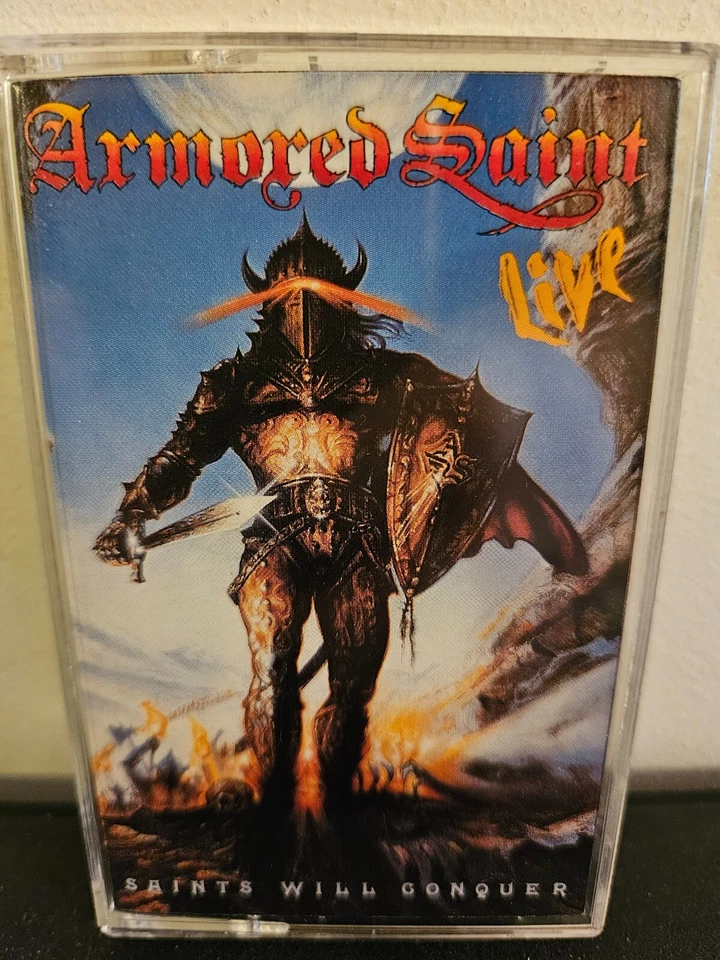 Armored Saint
Live
SAINTS WILL CONQUER